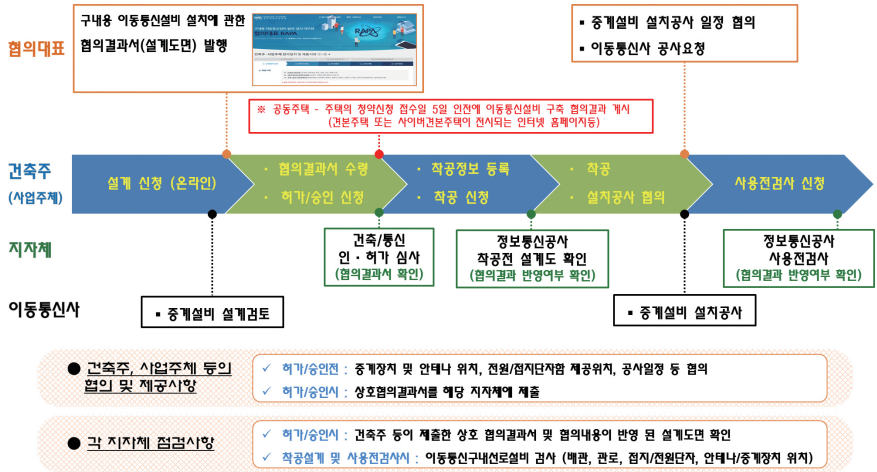 협의대표
구내용 이동통신설비 설치에 관한
협의결과서(설계도면) 발행
RAPA
▪ 중계설비 설치공사 일정 협의
▪ 이동통신사 공사요청
※ 공동주택 - 주택의 청약신청 접수일 5일 인전에 이동통신설비 구축 협의결과 게시
(견본주택 또는 사이버견본주택이 전시되는 인터넷 홈페이지등)
건축주
(사업주체)
설계 신청 (온라인)
· 협의결과서 수령
· 허가/승인 신청
· 착공정보 등록
· 착공 신청
· 착공
· 설치공사 협의
사용전검사 신청
지자체
건축/통신
인 · 허가 심사
(협의결과서 확인)
정보통신공사
착공전 설계도 확인
(협의결과 반영여부 확인)
정보통신공사
사용전검사
(협의결과 반영여부 확인)
이동통신사
▪ 중계설비 설계검토
▪ 중계설비 설치공사
● 건축주, 사업주체 등의
협의 및 제공사항
✓ 허가/승인전 : 중계장치 및 안테나 위치, 전원/접지단자함 제공위치, 공사일정 등 협의
✓ 허가/승인시 : 상호협의결과서를 해당 지자체에 제출
● 각 지자체 점검사항
✓ 허가/승인시 : 건축주 등이 제출한 상호 협의결과서 및 협의내용이 반영 된 설계도면 확인
✓ 착공설계 및 사용전검사시 : 이동통신구내선로설비 검사 (배관, 관로, 접지/전원단자, 안테나/중계장치 위치)